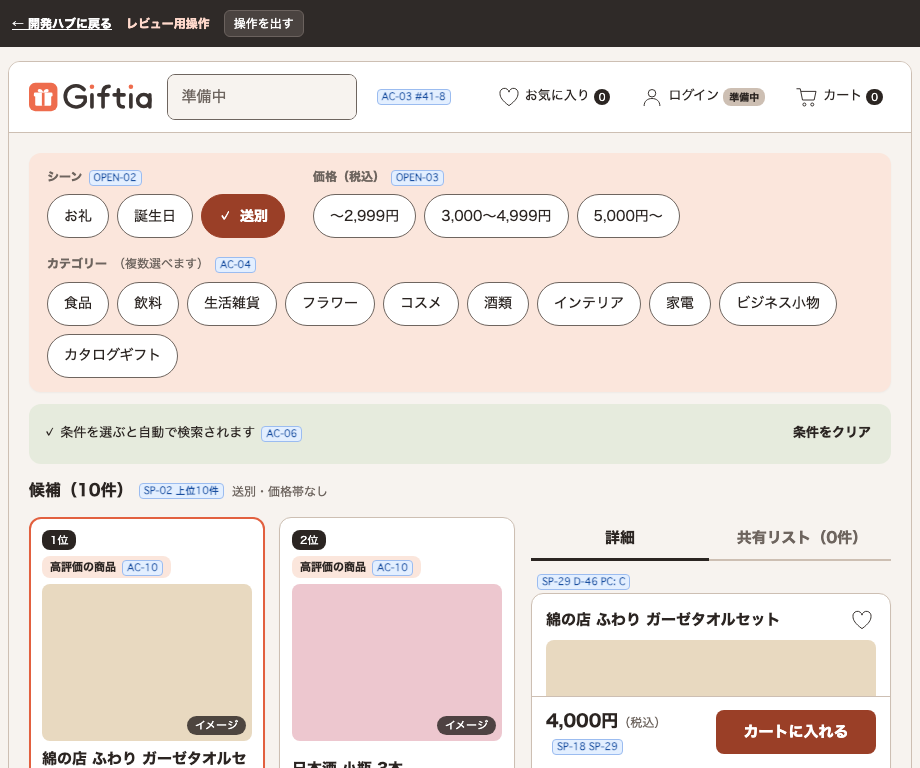 ← 開発ハブに戻る レビュー用操作 操作を出す
Giftia 準備中 AC-03 #41-8 お気に入り 0 ログイン 準備中 カート 0
シーン OPEN-02 価格（税込） OPEN-03
お礼 誕生日 ✓ 送別 〜2,999円 3,000〜4,999円 5,000円〜
カテゴリー （複数選べます） AC-04
食品 飲料 生活雑貨 フラワー コスメ 酒類 インテリア 家電 ビジネス小物
カタログギフト
✓ 条件を選ぶと自動で検索されます AC-06 条件をクリア
候補（10件） SP-02 上位10件 送別・価格帯なし
1位 2位 詳細 共有リスト（0件）
高評価の商品 AC-10 高評価の商品 AC-10
SP-29 D-46 PC: C
綿の店 ふわり ガーゼタオルセット
イメージ イメージ 4,000円（税込） カートに入れる
SP-18 SP-29
綿の店 ふわり ガーゼタオルセ
日本酒 小瓶 3本